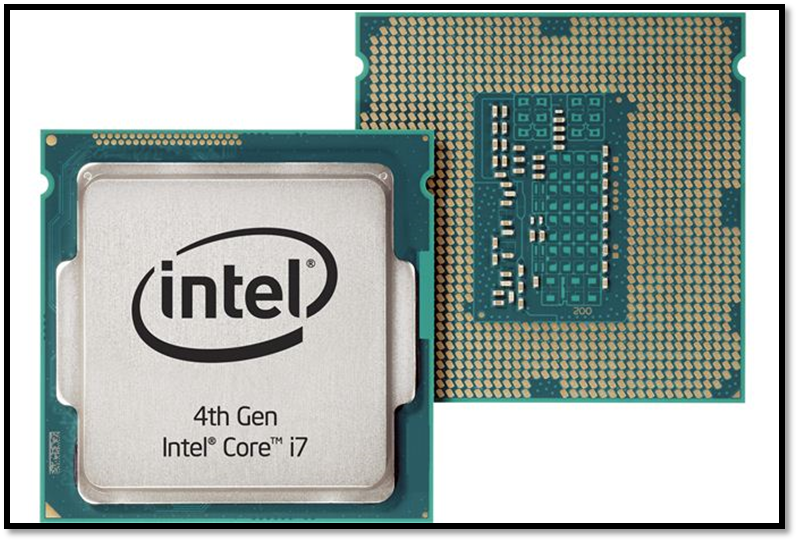 intel®
4th Gen
Intel® Core™ i7
200